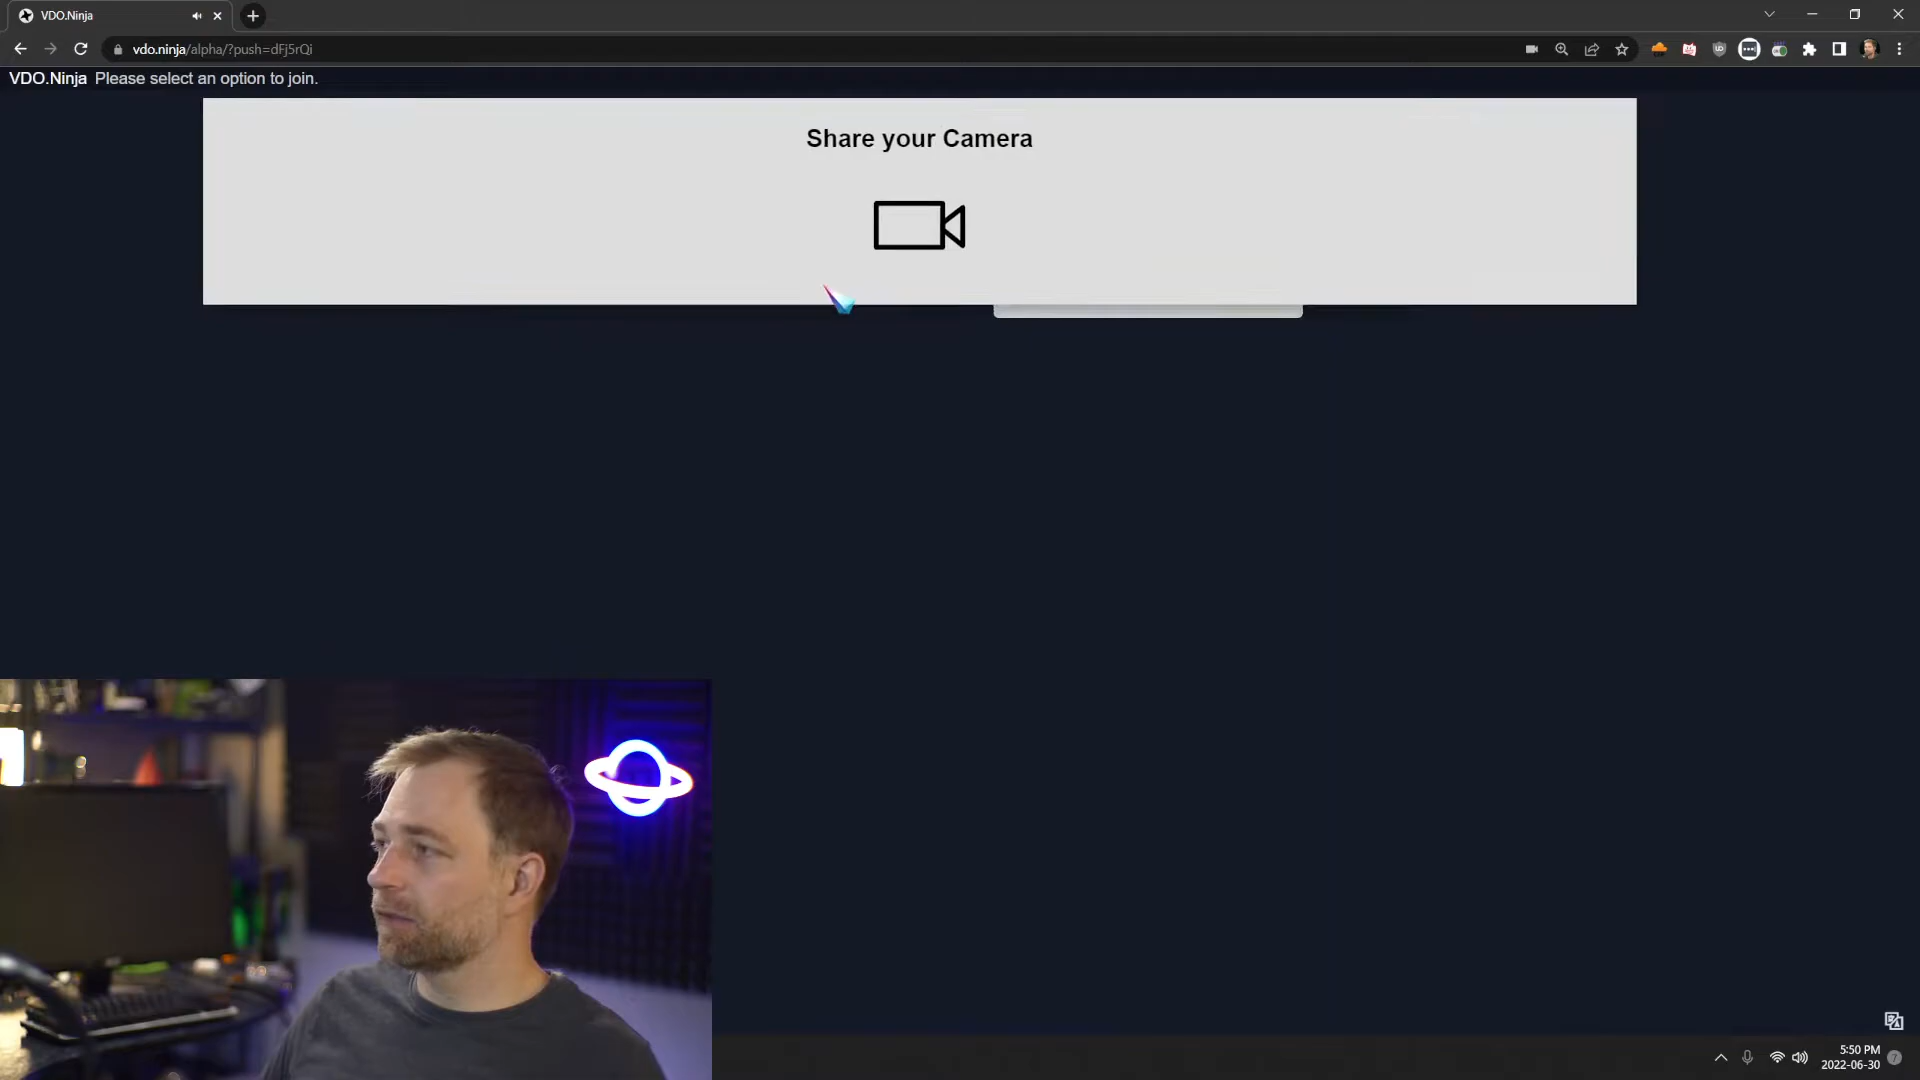 VDO.Ninja
vdo.ninja/alpha/?push=dFj5rQi
VDO.Ninja Please select an option to join.
Share your Camera
5:50 PM
2022-06-30
7